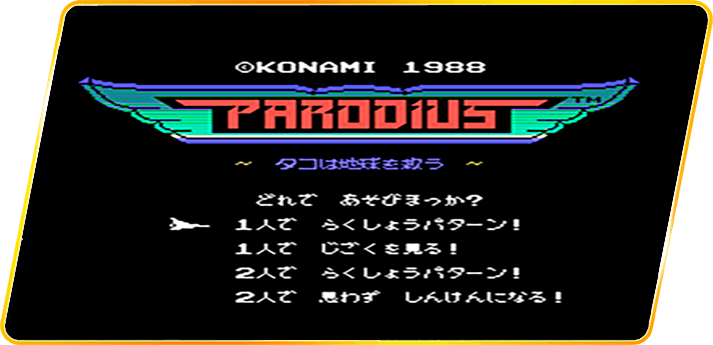 ©KONAMI 1988
PARODiUS™
~ タコは地球を救う ~
どれで あそびまっか?
1人で らくしょうパターン!
1人で じごくを見る!
2人で らくしょうパターン!
2人で 思わず しんけんになる!